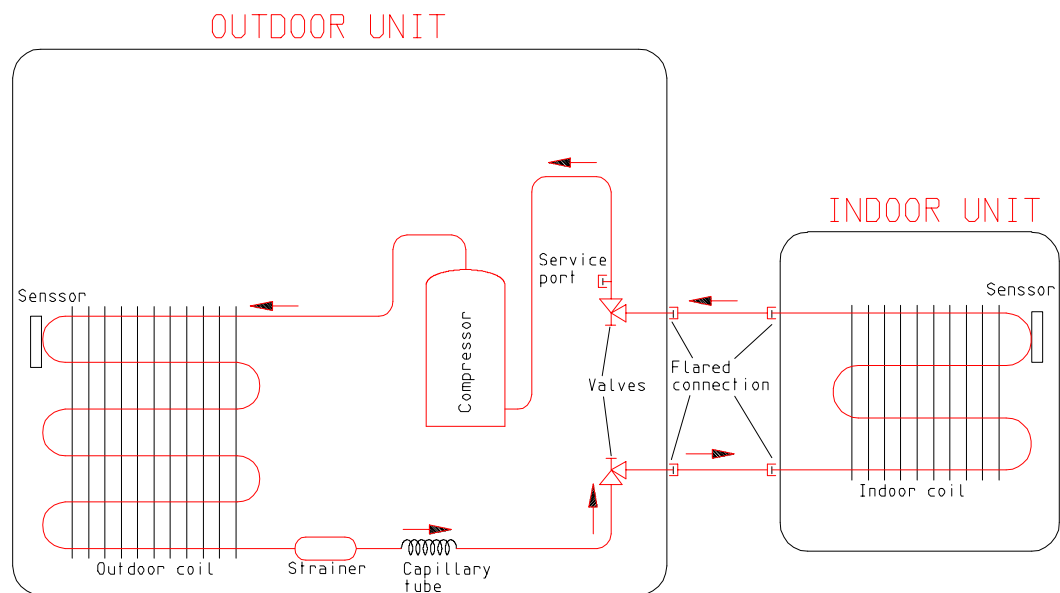 OUTDOOR UNIT
INDOOR UNIT
Service
port
Senssor
Senssor
Compressor
Valves
Flared
connection
Indoor coil
Outdoor coil
Strainer
Capillary
tube